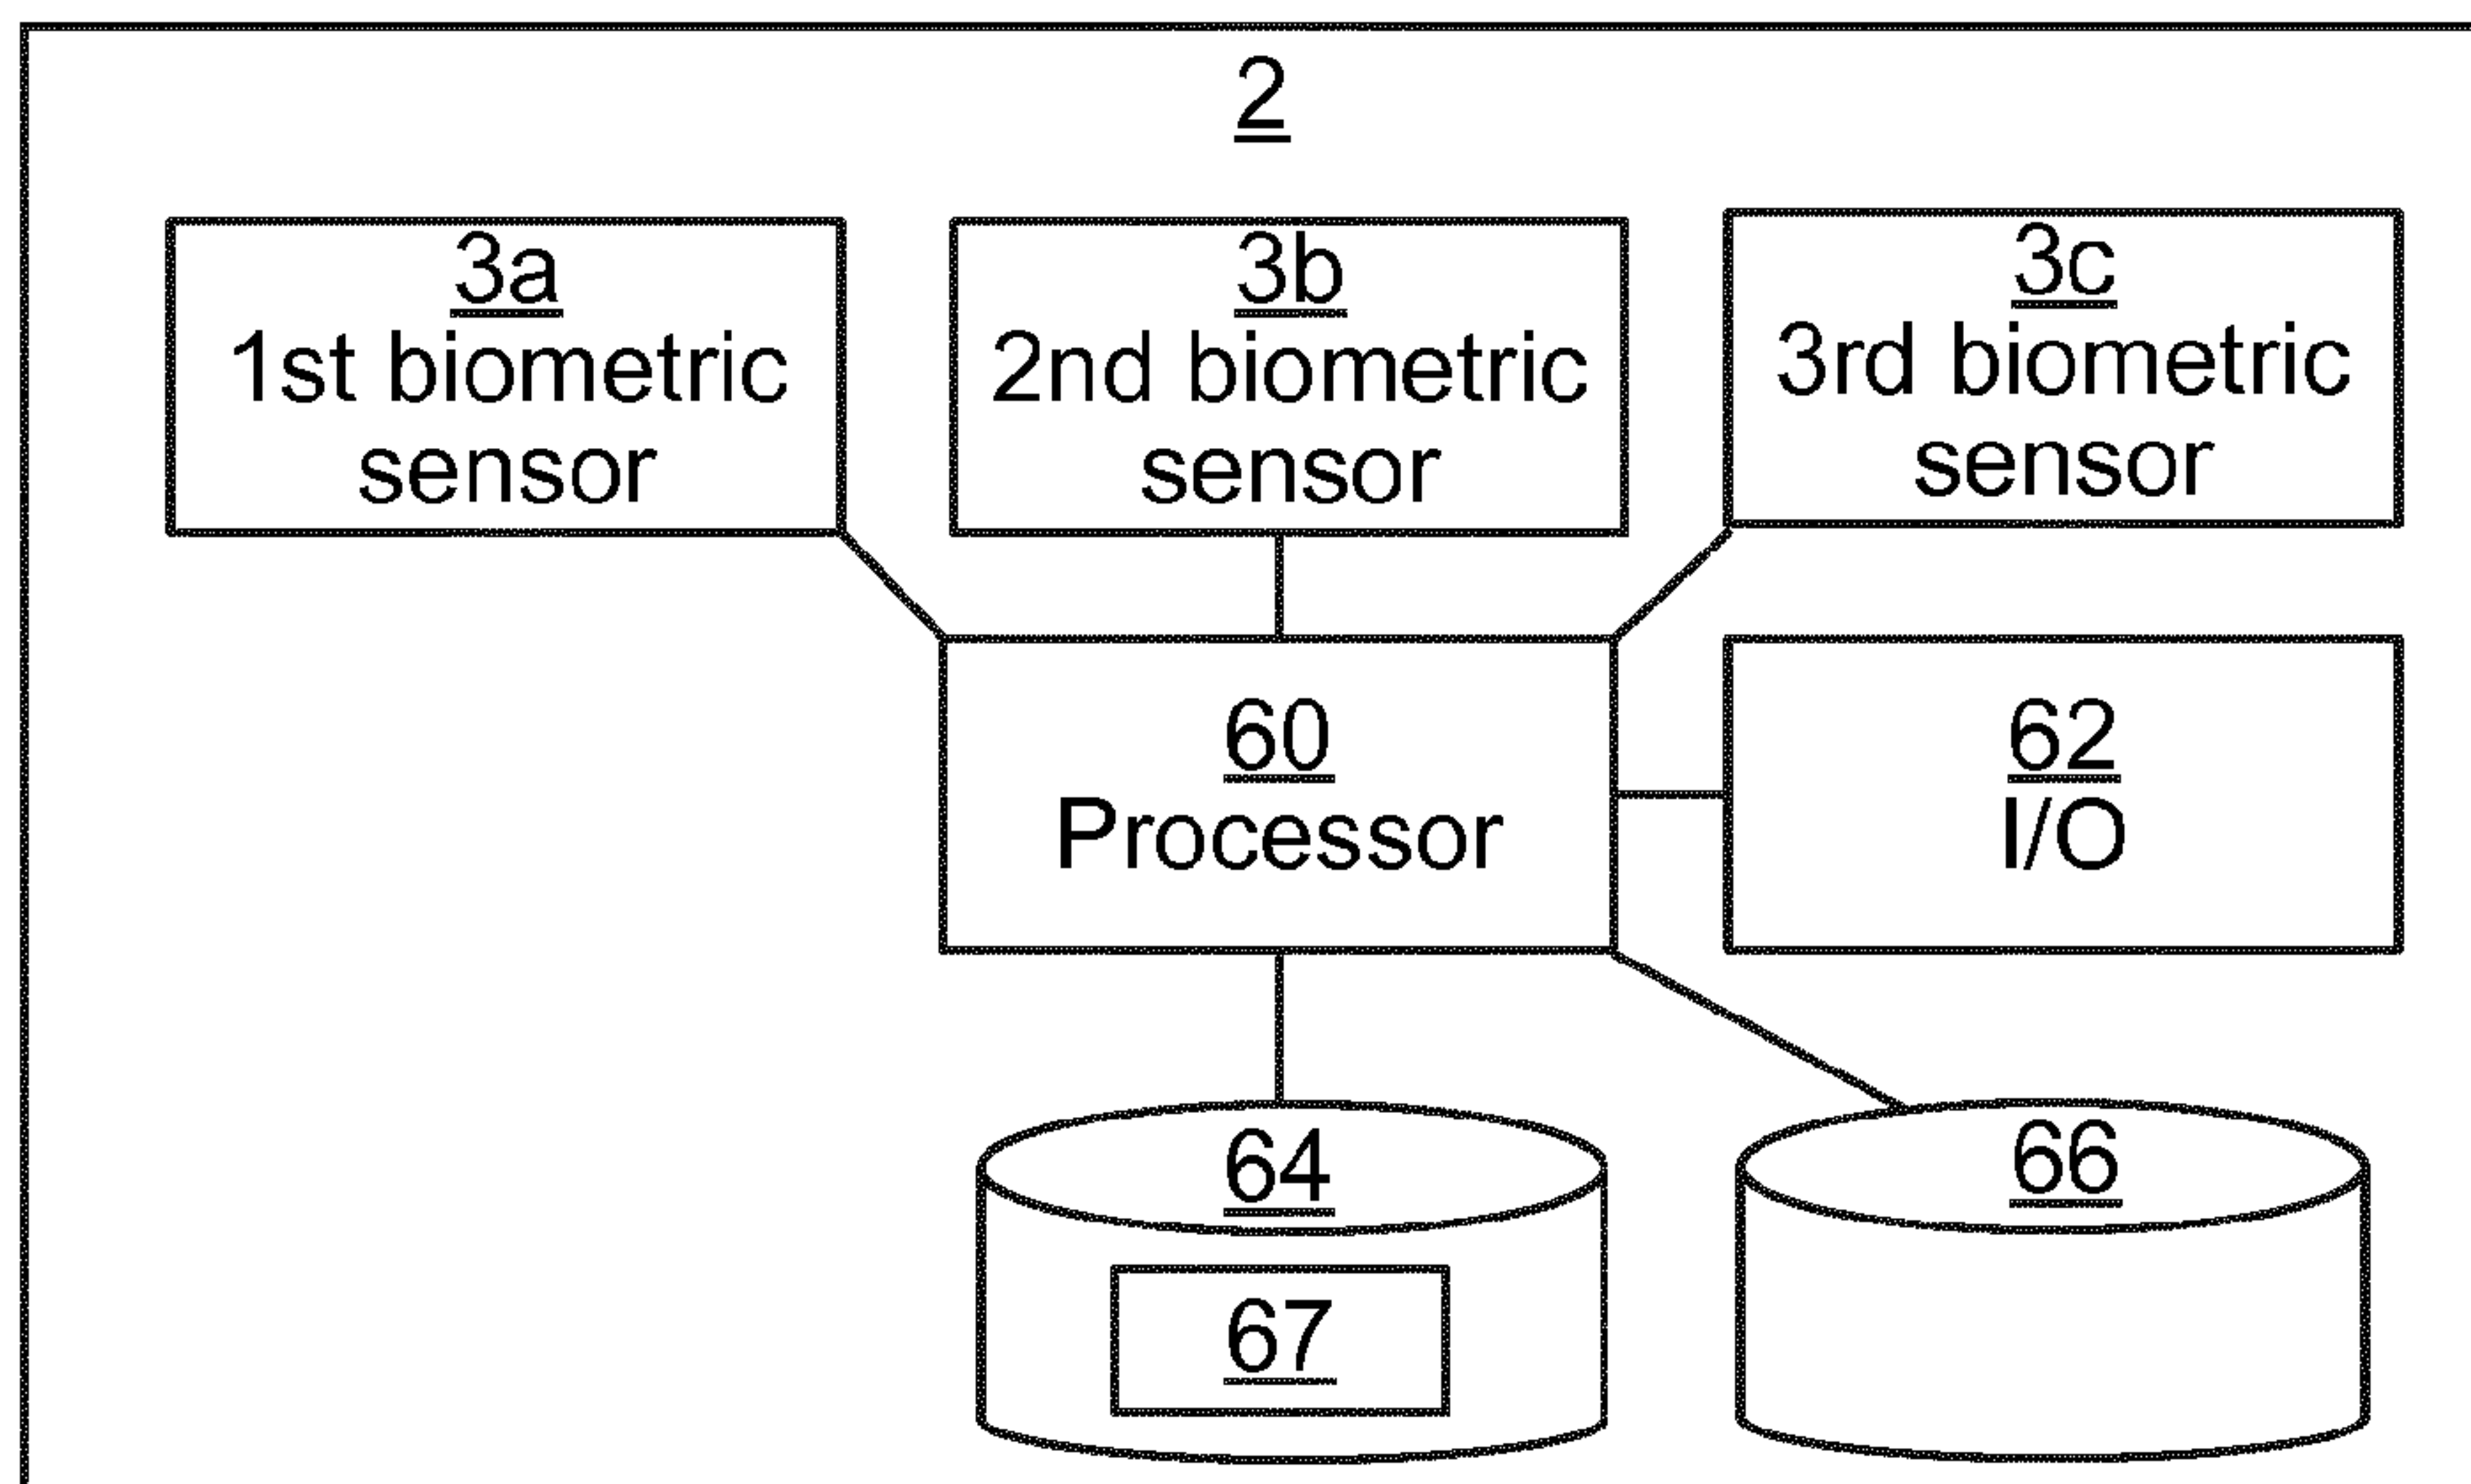 2
3a
1st biometric
sensor
3b
2nd biometric
sensor
3c
3rd biometric
sensor
60
Processor
62
I/O
64
66
67